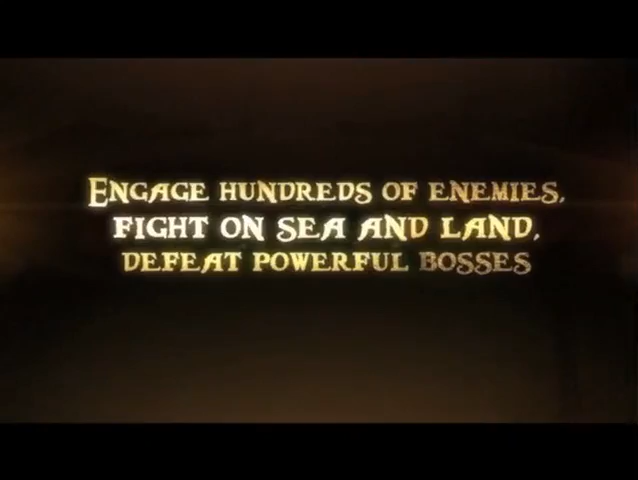 Engage hundreds of enemies,
fight on sea and land,
defeat powerful bosses